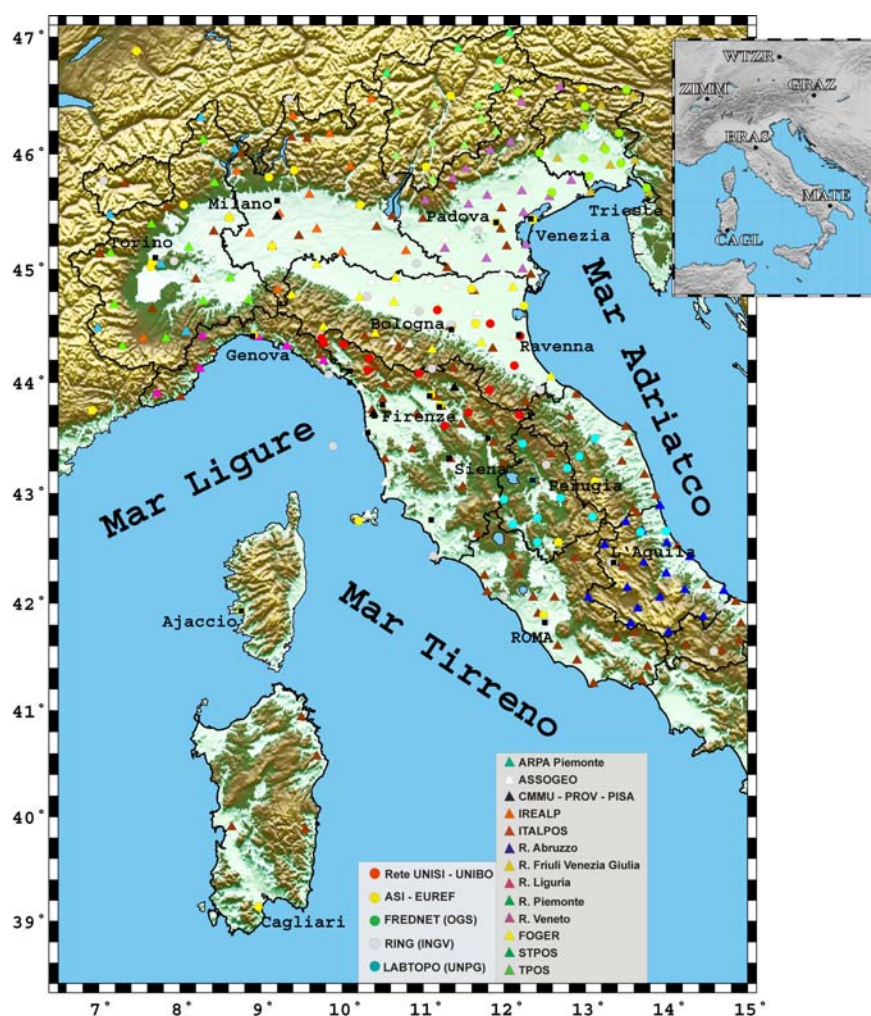 47°
46°
45°
44°
43°
42°
41°
40°
39°
7°
8°
9°
10°
11°
12°
13°
14°
15°
WTZR
ZIMM
GRAZ
BRAS
MATE
CAGL
Milano
Torino
Padova
Trieste
Venezia
Bologna
Ravenna
Genova
Firenze
Siena
Perugia
L'Aquila
ROMA
Ajaccio
Cagliari
Mar Adriatco
Mar Ligure
Mar Tirreno
Rete UNISI - UNIBO
ASI - EUREF
FREDNET (OGS)
RING (INGV)
LABTOPO (UNPG)
ARPA Piemonte
ASSOGEO
CMMU - PROV - PISA
IREALP
ITALPOS
R. Abruzzo
R. Friuli Venezia Giulia
R. Liguria
R. Piemonte
R. Veneto
FOGER
STPOS
TPOS